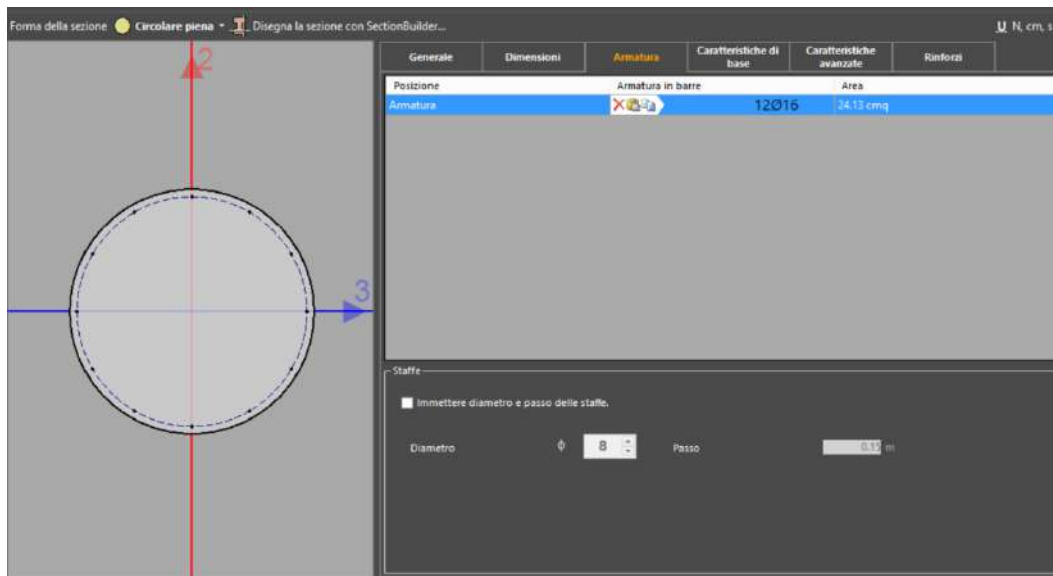 Forma della sezione Circolare piena Disegna la sezione con SectionBuilder...
U N, cm, s
2
3
Generale Dimensioni Armatura Caratteristiche di base Caratteristiche avanzate Rinforzi
Posizione Armatura in barre Area
Armatura 12Ø16 24.13 cmq
Staffe
Immettere diametro e passo delle staffe.
Diametro ϕ 8 Passo 0.15 m